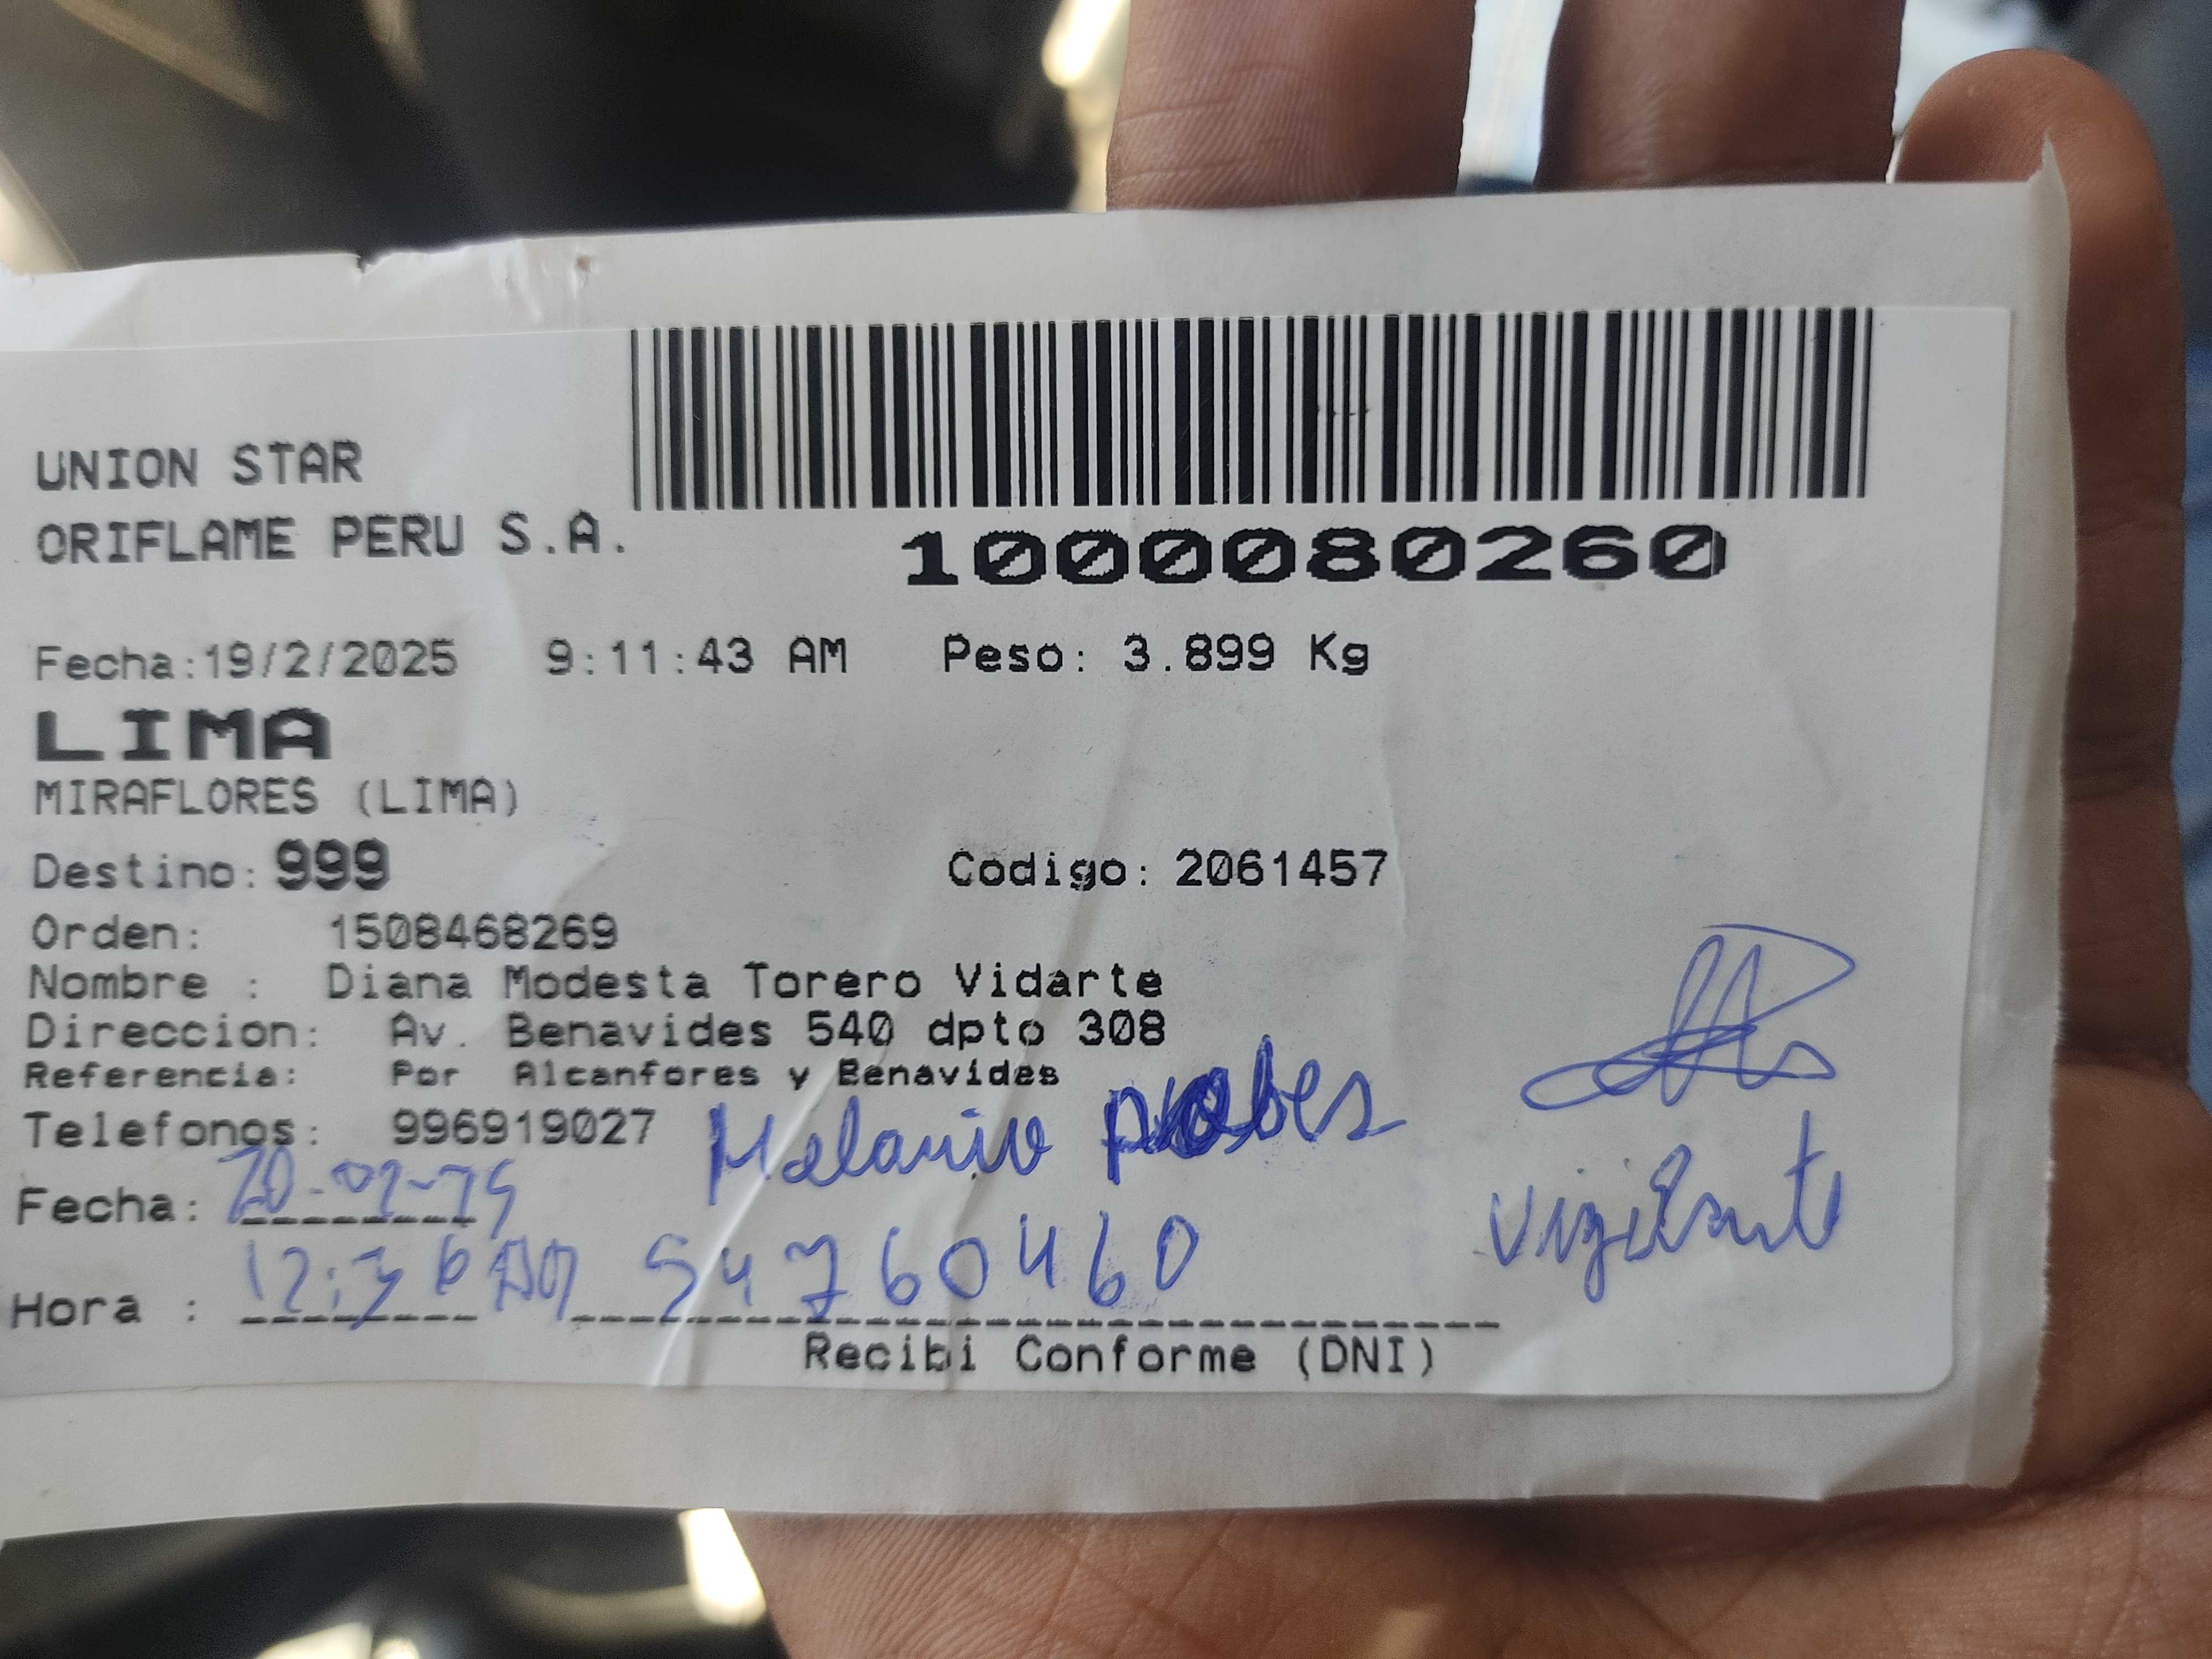 UNION STAR
ORIFLAME PERU S.A.
1000080260
Fecha:19/2/2025 9:11:43 AM Peso: 3.899 Kg
LIMA
MIRAFLORES (LIMA)
Destino: 999 Codigo: 2061457
Orden: 1508468269
Nombre : Diana Modesta Torero Vidarte
Direccion: Av. Benavides 540 dpto 308
Referencia: Por Alcanfores y Benavides
Telefonos: 996919027
Fecha: 20-02-
Vigilante
Hora : 54760460
Recibi Conforme (DNI)